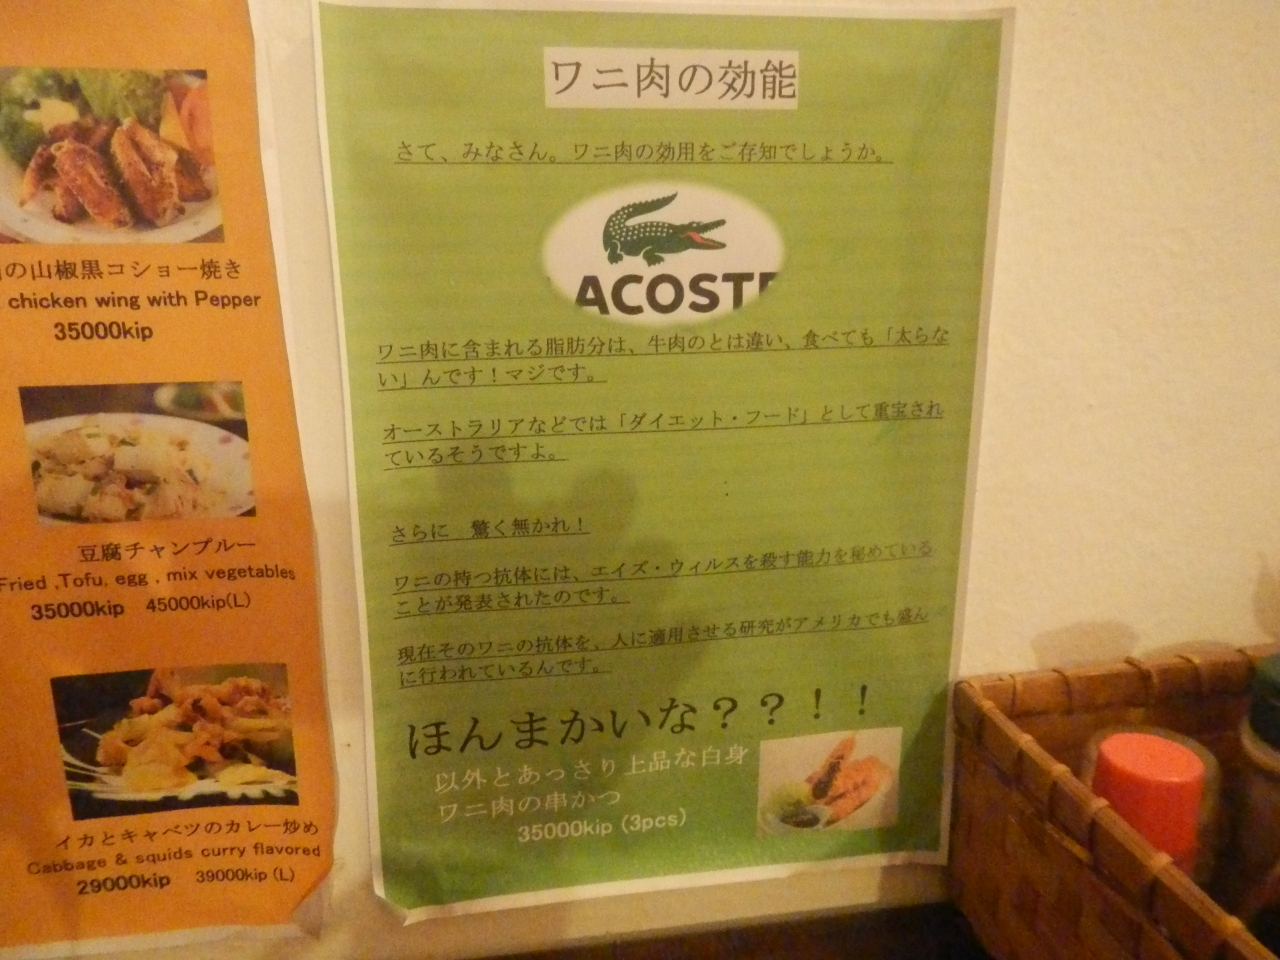 の山椒黒コショー焼き
chicken wing with Pepper
35000kip
豆腐チャンプルー
Fried ,Tofu, egg , mix vegetables
35000kip 45000kip(L)
イカとキャベツのカレー炒め
Cabbage & squids curry flavored
29000kip 39000kip (L)
ワニ肉の効能
さて、みなさん。ワニ肉の効用をご存知でしょうか。
ACOST
ワニ肉に含まれる脂肪分は、牛肉のとは違い、食べても「太らな
い」んです！マジです。
オーストラリアなどでは「ダイエット・フード」として重宝され
ているそうですよ。
さらに　驚く無かれ！
ワニの持つ抗体には、エイズ・ウィルスを殺す能力を秘めている
ことが発表されたのです。
現在そのワニの抗体を、人に適用させる研究がアメリカでも盛ん
に行われているんです。
ほんまかいな？？！！
以外とあっさり上品な白身
ワニ肉の串かつ
35000kip (3pcs)